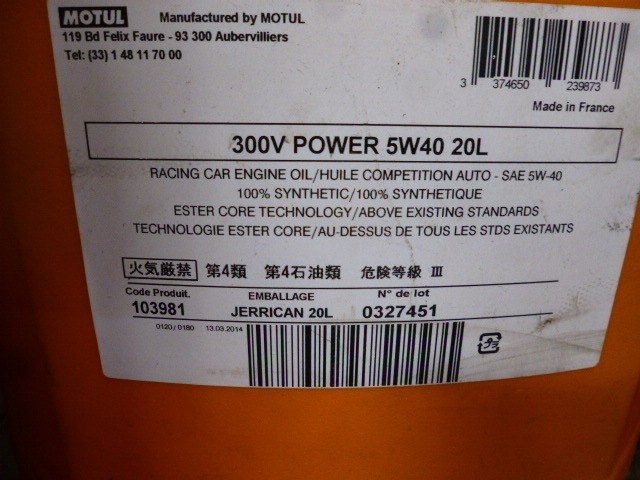 MOTUL Manufactured by MOTUL
119 Bd Felix Faure - 93 300 Aubervilliers
Tel: (33) 1 48 11 70 00
3 374650 239873
Made in France
300V POWER 5W40 20L
RACING CAR ENGINE OIL/HUILE COMPETITION AUTO - SAE 5W-40
100% SYNTHETIC/100% SYNTHETIQUE
ESTER CORE TECHNOLOGY/ABOVE EXISTING STANDARDS
TECHNOLOGIE ESTER CORE/AU-DESSUS DE TOUS LES STDS EXISTANTS
火気厳禁 第4類 第4石油類 危険等級 III
Code Produit. EMBALLAGE N° de lot
103981 JERRICAN 20L 0327451
0120 / 0180 13.03.2014
プラ